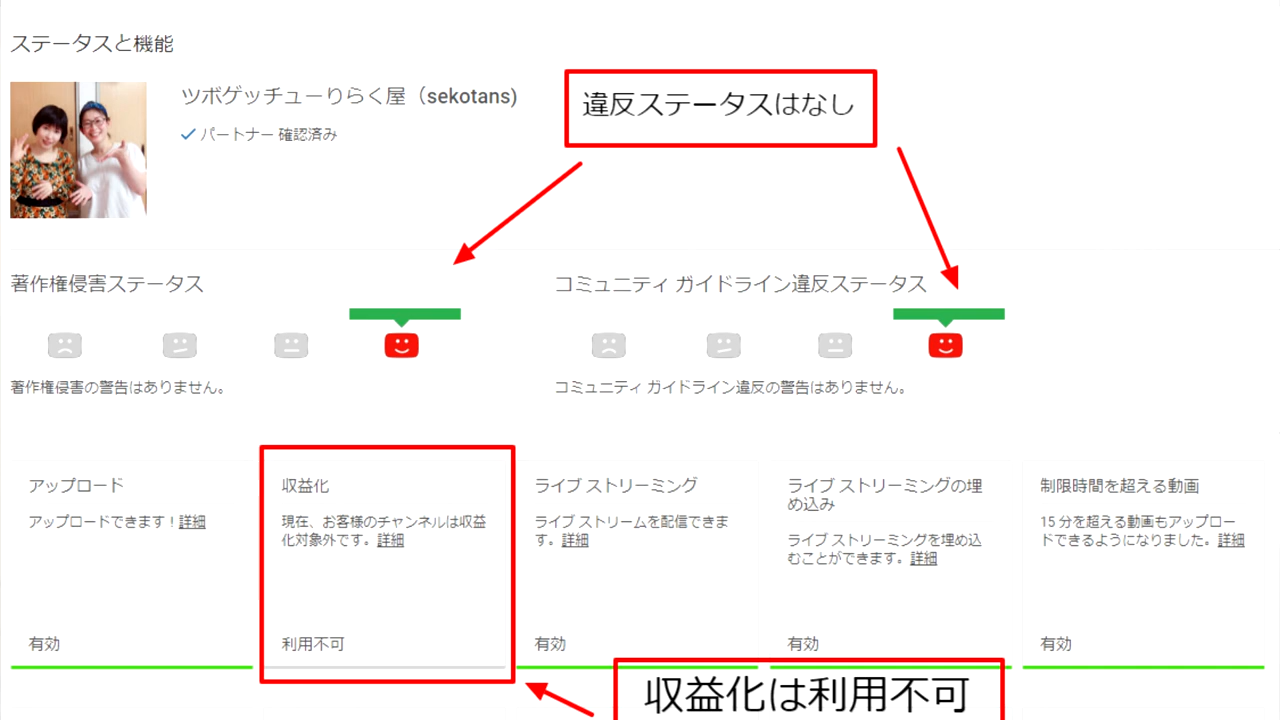 ステータスと機能
ツボゲッチューりらく屋（sekotans)
パートナー 確認済み
違反ステータスはなし
著作権侵害ステータス
コミュニティ ガイドライン違反ステータス
著作権侵害の警告はありません。
コミュニティ ガイドライン違反の警告はありません。
アップロード
アップロードできます！詳細
有効
収益化
現在、お客様のチャンネルは収益
化対象外です。詳細
利用不可
ライブ ストリーミング
ライブ ストリームを配信できま
す。詳細
有効
ライブ ストリーミングの埋
め込み
ライブ ストリーミングを埋め込
むことができます。詳細
有効
制限時間を超える動画
15 分を超える動画もアップロー
ドできるようになりました。詳細
有効
収益化は利用不可